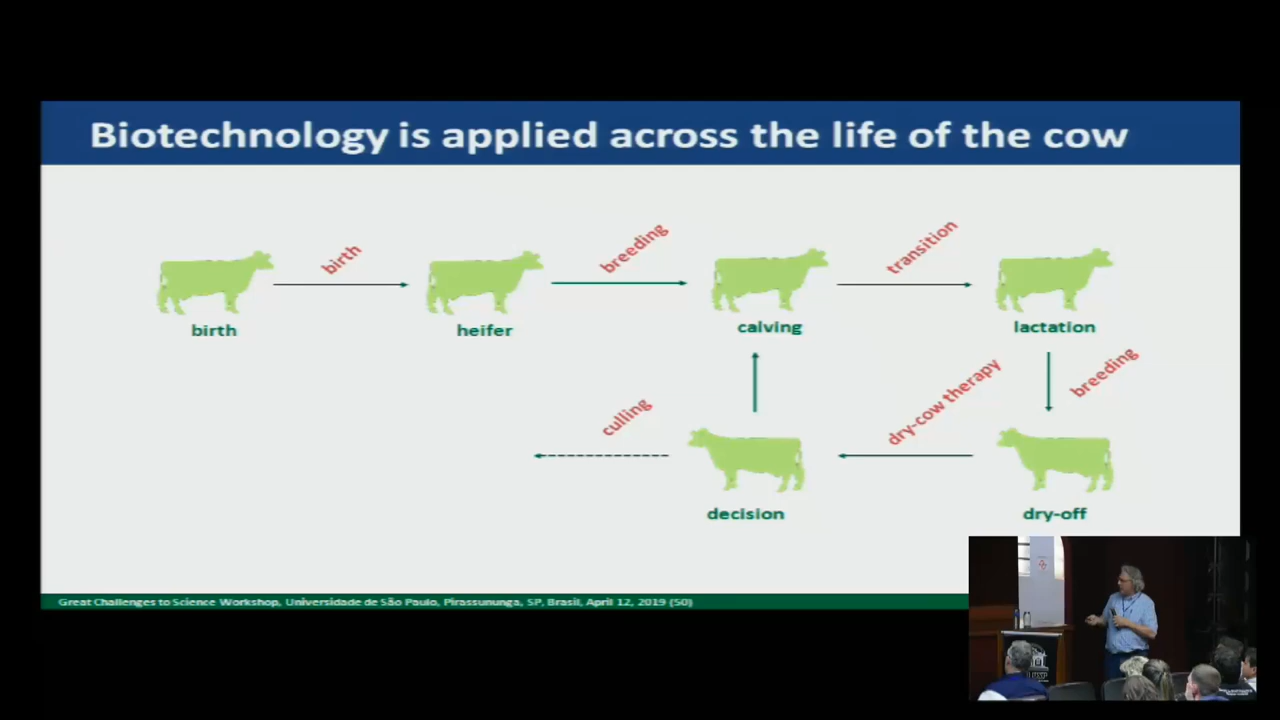 Biotechnology is applied across the life of the cow
birth
breeding
transition
birth
heifer
calving
lactation
culling
dry-cow therapy
breeding
decision
dry-off
Great Challenges to Science Workshop, Universidade de São Paulo, Pirassununga, SP, Brasil, April 12, 2019 (50)
USP